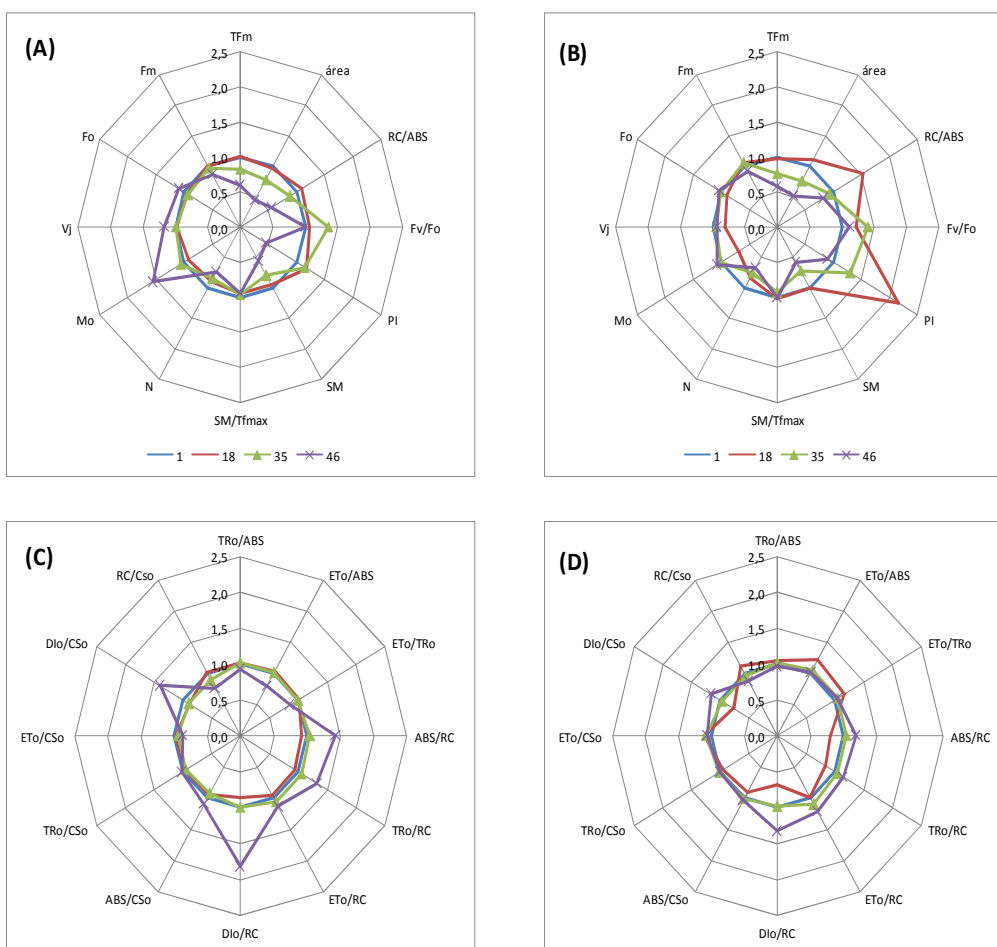 (A)
TFm
área
RC/ABS
Fv/Fo
PI
SM
SM/Tfmax
N
Mo
Vj
Fo
Fm
2,5
2,0
1,5
1,0
0,5
0,0
1 18 35 46
(B)
TFm
área
RC/ABS
Fv/Fo
PI
SM
SM/Tfmax
N
Mo
Vj
Fo
Fm
2,5
2,0
1,5
1,0
0,5
0,0
1 18 35 46
(C)
TRo/ABS
ETo/ABS
ETo/TRo
ABS/RC
TRo/RC
ETo/RC
DIo/RC
ABS/CSo
TRo/CSo
ETo/CSo
DIo/CSo
RC/Cso
2,5
2,0
1,5
1,0
0,5
0,0
(D)
TRo/ABS
ETo/ABS
ETo/TRo
ABS/RC
TRo/RC
ETo/RC
DIo/RC
ABS/CSo
TRo/CSo
ETo/CSo
DIo/CSo
RC/Cso
2,5
2,0
1,5
1,0
0,5
0,0